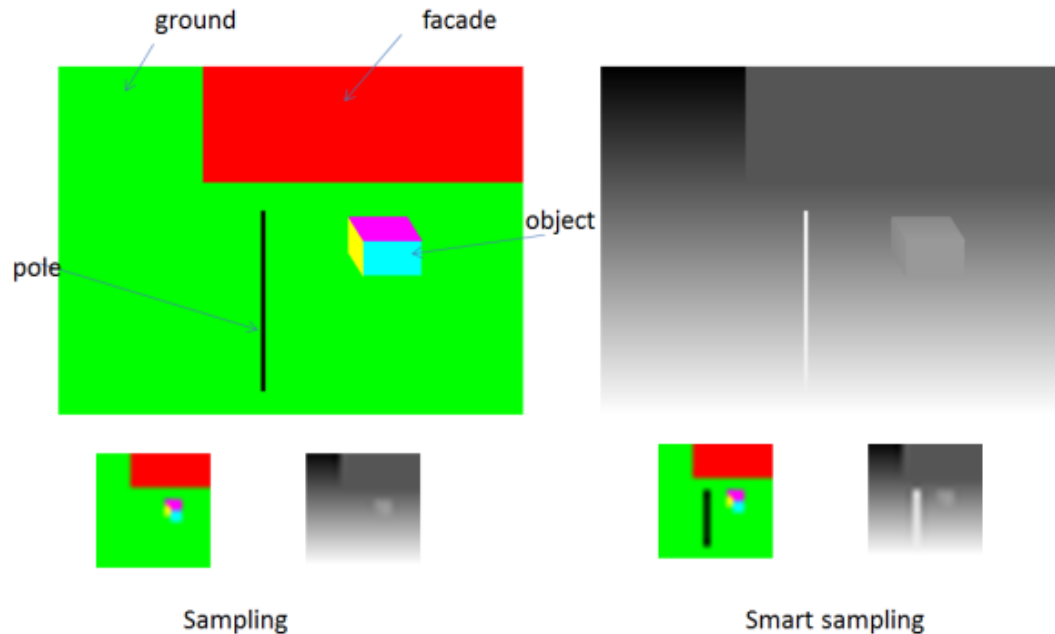 ground
facade
object
pole
Sampling
Smart sampling